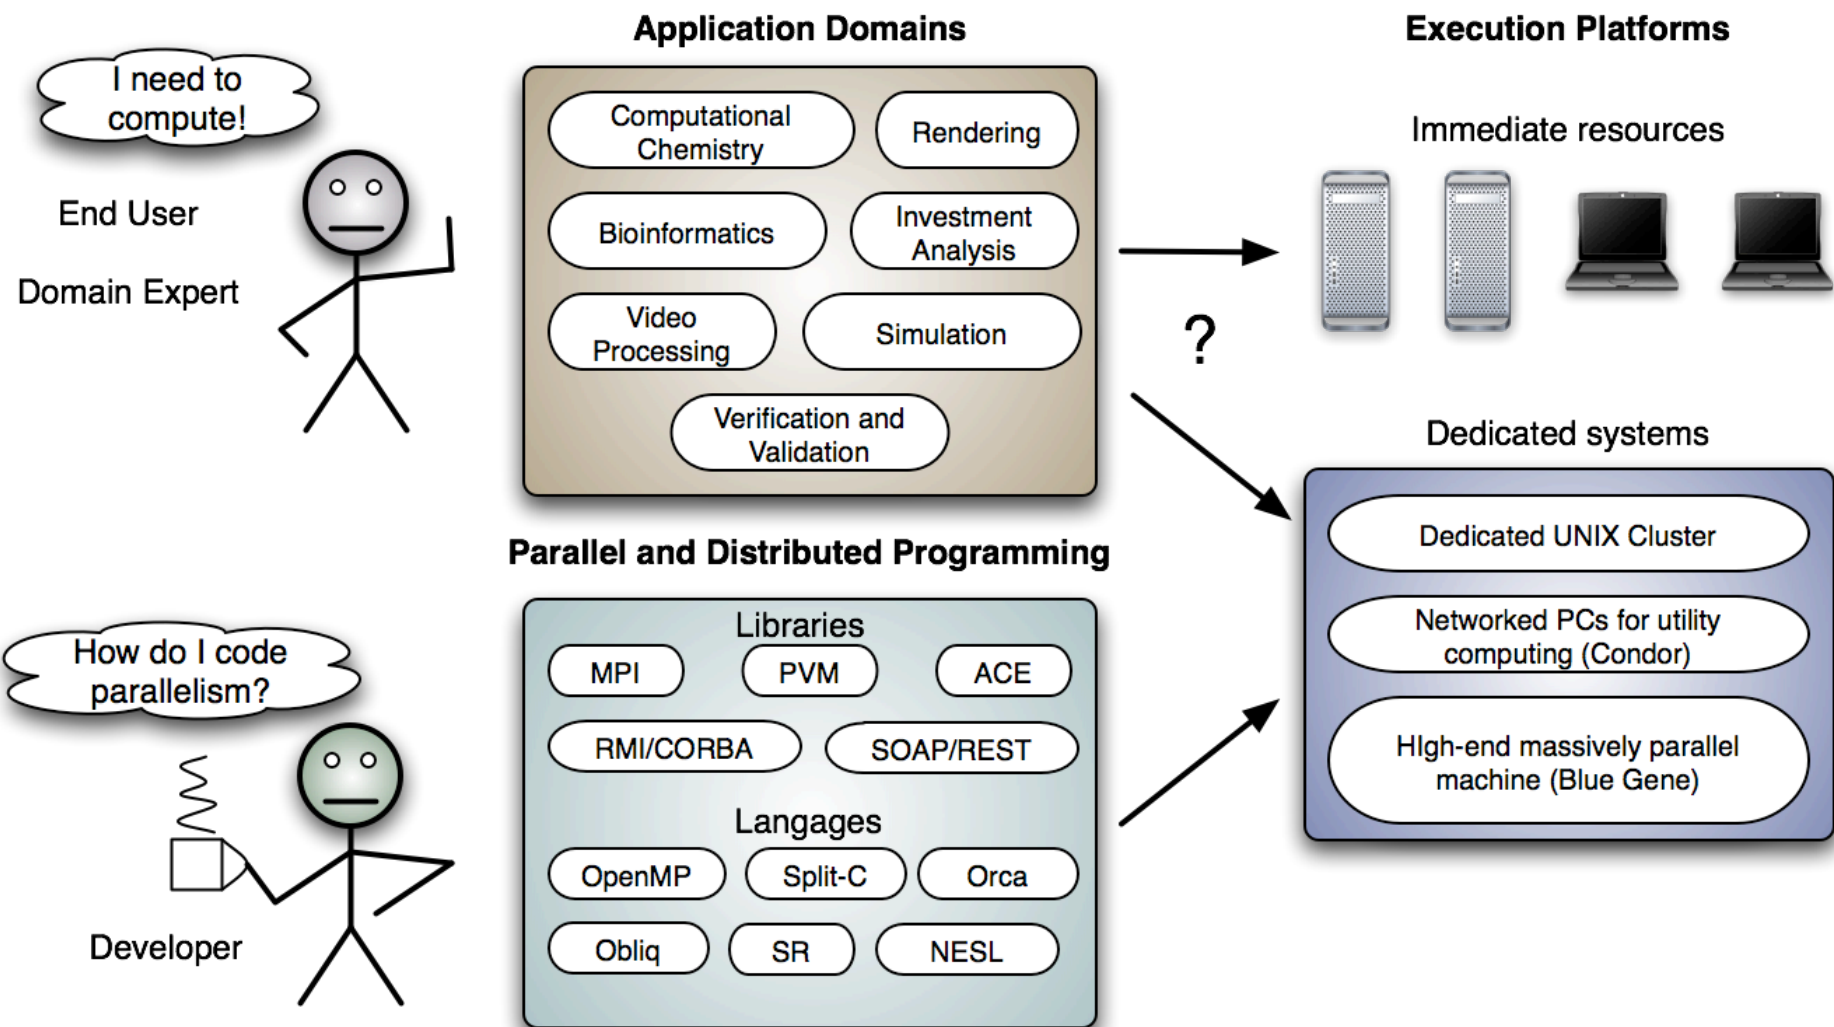 Application Domains
Execution Platforms
I need to
compute!
End User
Domain Expert
Computational
Chemistry
Rendering
Bioinformatics
Investment
Analysis
Video
Processing
Simulation
Verification and
Validation
Immediate resources
?
Dedicated systems
Dedicated UNIX Cluster
Networked PCs for utility
computing (Condor)
HIgh-end massively parallel
machine (Blue Gene)
Parallel and Distributed Programming
How do I code
parallelism?
Developer
Libraries
MPI
PVM
ACE
RMI/CORBA
SOAP/REST
Langages
OpenMP
Split-C
Orca
Obliq
SR
NESL